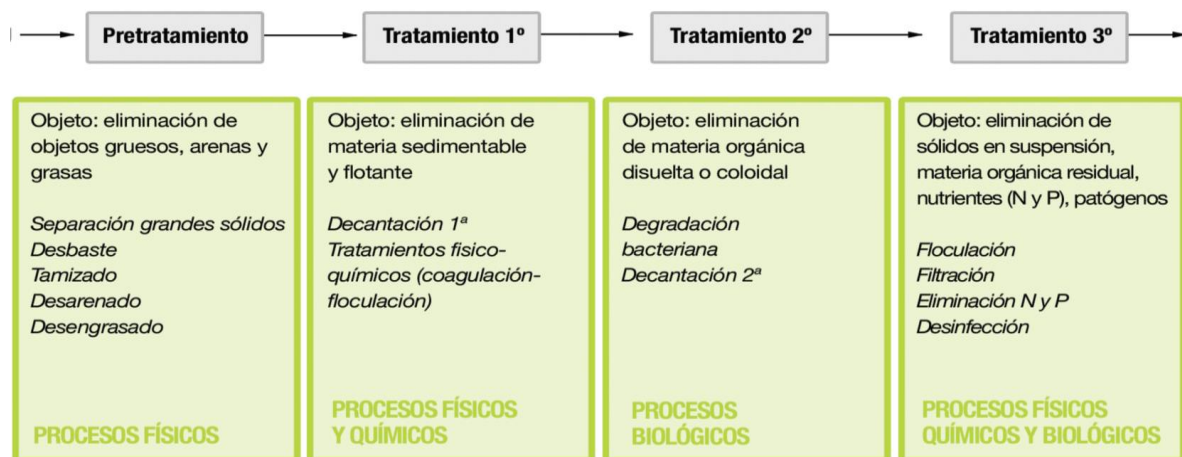 Pretratamiento
Tratamiento 1º
Tratamiento 2º
Tratamiento 3º
Objeto: eliminación de
objetos gruesos, arenas y
grasas
Separación grandes sólidos
Desbaste
Tamizado
Desarenado
Desengrasado
PROCESOS FÍSICOS
Objeto: eliminación de
materia sedimentable
y flotante
Decantación 1ª
Tratamientos fisico-
químicos (coagulación-
floculación)
PROCESOS FÍSICOS
Y QUÍMICOS
Objeto: eliminación
de materia orgánica
disuelta o coloidal
Degradación
bacteriana
Decantación 2ª
PROCESOS
BIOLÓGICOS
Objeto: eliminación de
sólidos en suspensión,
materia orgánica residual,
nutrientes (N y P), patógenos
Floculación
Filtración
Eliminación N y P
Desinfección
PROCESOS FÍSICOS
QUÍMICOS Y BIOLÓGICOS